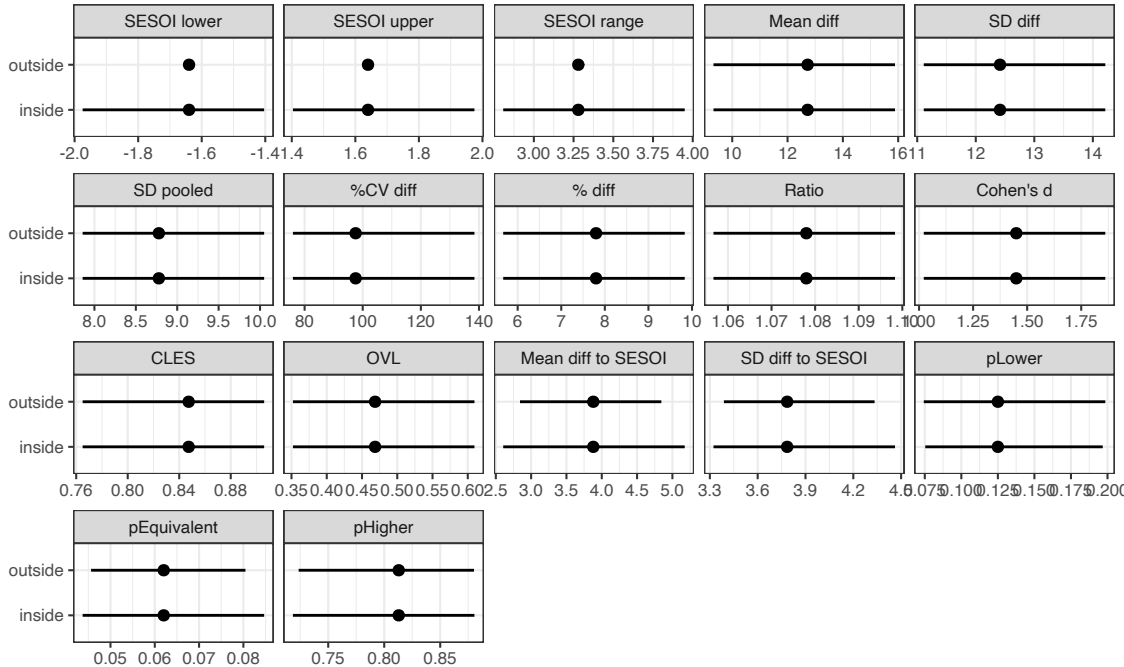 SESOI lower SESOI upper SESOI range Mean diff SD diff
outside
inside
-2.0 -1.8 -1.6 -1.4 1.4 1.6 1.8 2.0 3.00 3.25 3.50 3.75 4.00 10 12 14 16 11 12 13 14
SD pooled %CV diff % diff Ratio Cohen's d
outside
inside
8.0 8.5 9.0 9.5 10.0 80 100 120 140 6 7 8 9 10 1.06 1.07 1.08 1.09 1.10 1.00 1.25 1.50 1.75
CLES OVL Mean diff to SESOI SD diff to SESOI pLower
outside
inside
0.76 0.80 0.84 0.88 0.35 0.40 0.45 0.50 0.55 0.60 2.5 3.0 3.5 4.0 4.5 5.0 3.3 3.6 3.9 4.2 4.5 0.075 0.100 0.125 0.150 0.175 0.200
pEquivalent pHigher
outside
inside
0.05 0.06 0.07 0.08 0.75 0.80 0.85